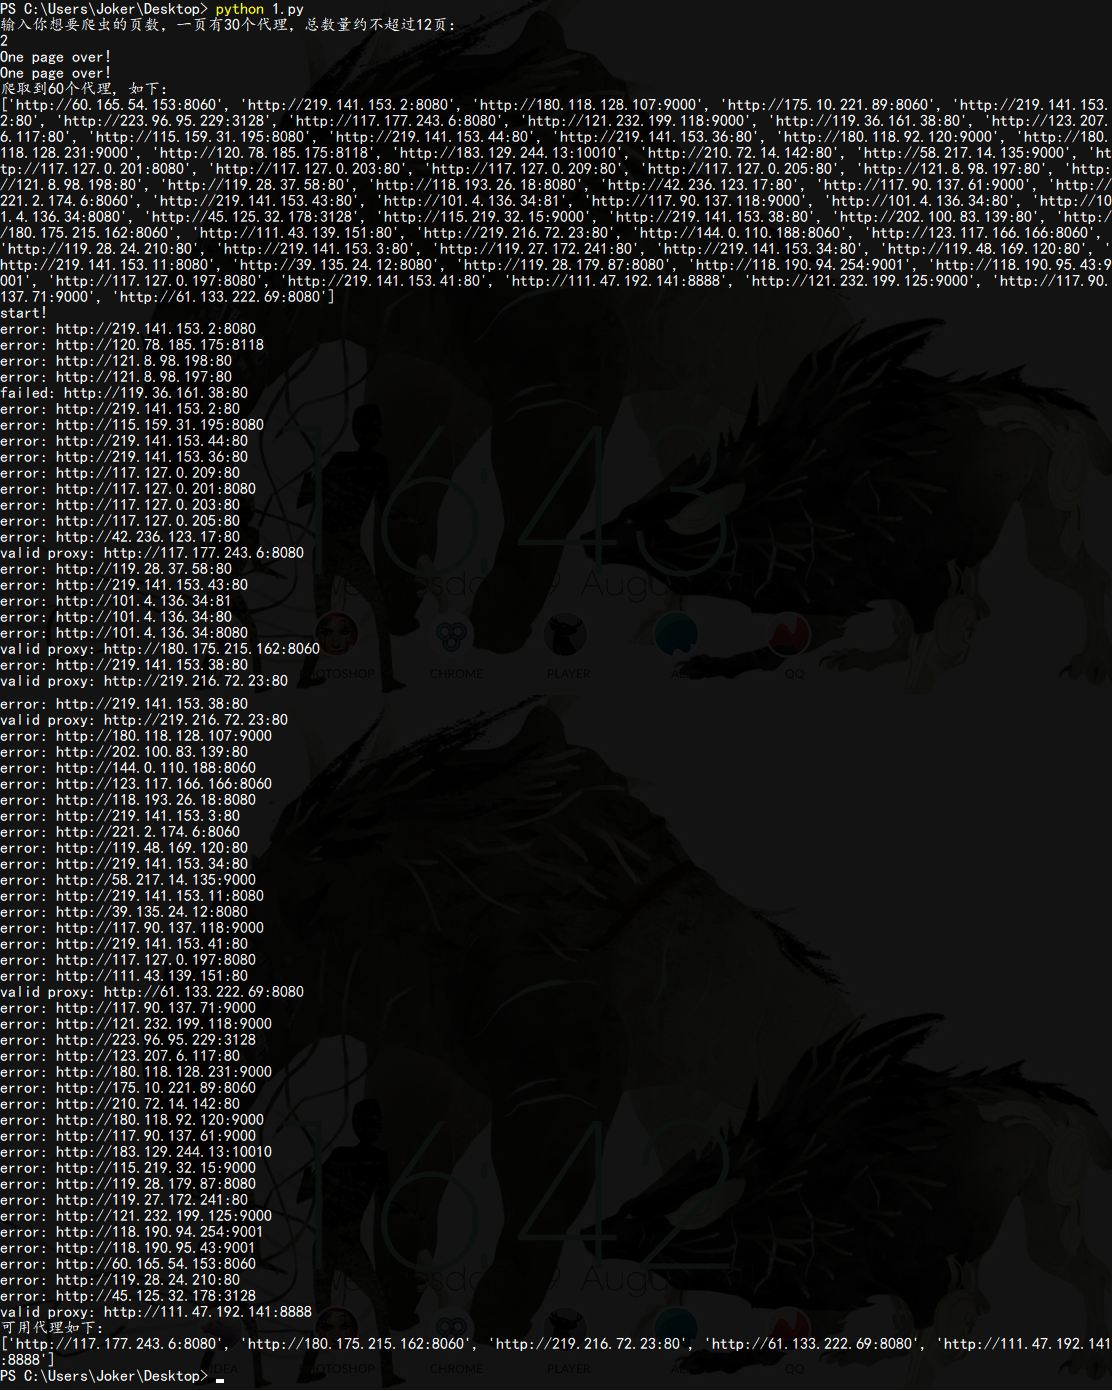 PS C:\Users\Joker\Desktop> python 1.py
输入你想要爬虫的页数，一页有30个代理，总数量约不超过12页：
2
One page over!
One page over!
爬取到60个代理，如下：
['http://60.165.54.153:8060', 'http://219.141.153.2:8080', 'http://180.118.128.107:9000', 'http://175.10.221.89:8060', 'http://219.141.153.
2:80', 'http://223.96.95.229:3128', 'http://117.177.243.6:8080', 'http://121.232.199.118:9000', 'http://119.36.161.38:80', 'http://123.207.
6.117:80', 'http://115.159.31.195:8080', 'http://219.141.153.44:80', 'http://219.141.153.36:80', 'http://180.118.92.120:9000', 'http://180.
118.128.231:9000', 'http://120.78.185.175:8118', 'http://183.129.244.13:10010', 'http://210.72.14.142:80', 'http://58.217.14.135:9000', 'ht
tp://117.127.0.201:8080', 'http://117.127.0.203:80', 'http://117.127.0.209:80', 'http://117.127.0.205:80', 'http://121.8.98.197:80', 'http:
//121.8.98.198:80', 'http://119.28.37.58:80', 'http://118.193.26.18:8080', 'http://42.236.123.17:80', 'http://117.90.137.61:9000', 'http://
221.2.174.6:8060', 'http://219.141.153.43:80', 'http://101.4.136.34:81', 'http://117.90.137.118:9000', 'http://101.4.136.34:80', 'http://10
1.4.136.34:8080', 'http://45.125.32.178:3128', 'http://115.219.32.15:9000', 'http://219.141.153.38:80', 'http://202.100.83.139:80', 'http:/
/180.175.215.162:8060', 'http://111.43.139.151:80', 'http://219.216.72.23:80', 'http://144.0.110.188:8060', 'http://123.117.166.166:8060',
'http://119.28.24.210:80', 'http://219.141.153.3:80', 'http://119.27.172.241:80', 'http://219.141.153.34:80', 'http://119.48.169.120:80', '
http://219.141.153.11:8080', 'http://39.135.24.12:8080', 'http://119.28.179.87:8080', 'http://118.190.94.254:9001', 'http://118.190.95.43:9
001', 'http://117.127.0.197:8080', 'http://219.141.153.41:80', 'http://111.47.192.141:8888', 'http://121.232.199.125:9000', 'http://117.90.
137.71:9000', 'http://61.133.222.69:8080']
start!
error: http://219.141.153.2:8080
error: http://120.78.185.175:8118
error: http://121.8.98.198:80
error: http://121.8.98.197:80
failed: http://119.36.161.38:80
error: http://219.141.153.2:80
error: http://115.159.31.195:8080
error: http://219.141.153.44:80
error: http://219.141.153.36:80
error: http://117.127.0.209:80
error: http://117.127.0.201:8080
error: http://117.127.0.203:80
error: http://117.127.0.205:80
error: http://42.236.123.17:80
valid proxy: http://117.177.243.6:8080
error: http://119.28.37.58:80
error: http://219.141.153.43:80
error: http://101.4.136.34:81
error: http://101.4.136.34:80
error: http://101.4.136.34:8080
valid proxy: http://180.175.215.162:8060
error: http://219.141.153.38:80
valid proxy: http://219.216.72.23:80
16 43
August
PHOTOSHOP CHROME PLAYER QQ
error: http://219.141.153.38:80
valid proxy: http://219.216.72.23:80
error: http://180.118.128.107:9000
error: http://202.100.83.139:80
error: http://144.0.110.188:8060
error: http://123.117.166.166:8060
error: http://118.193.26.18:8080
error: http://219.141.153.3:80
error: http://221.2.174.6:8060
error: http://119.48.169.120:80
error: http://219.141.153.34:80
error: http://58.217.14.135:9000
error: http://219.141.153.11:8080
error: http://39.135.24.12:8080
error: http://117.90.137.118:9000
error: http://219.141.153.41:80
error: http://117.127.0.197:8080
error: http://111.43.139.151:80
valid proxy: http://61.133.222.69:8080
error: http://117.90.137.71:9000
error: http://121.232.199.118:9000
error: http://223.96.95.229:3128
error: http://123.207.6.117:80
error: http://180.118.128.231:9000
error: http://175.10.221.89:8060
error: http://210.72.14.142:80
error: http://180.118.92.120:9000
error: http://117.90.137.61:9000
error: http://183.129.244.13:10010
error: http://115.219.32.15:9000
error: http://119.28.179.87:8080
error: http://119.27.172.241:80
error: http://121.232.199.125:9000
error: http://118.190.94.254:9001
error: http://118.190.95.43:9001
error: http://60.165.54.153:8060
error: http://119.28.24.210:80
error: http://45.125.32.178:3128
valid proxy: http://111.47.192.141:8888
16 42
August
可用代理如下：
['http://117.177.243.6:8080', 'http://180.175.215.162:8060', 'http://219.216.72.23:80', 'http://61.133.222.69:8080', 'http://111.47.192.141
:8888']
PHOTOSHOP CHROME PLAYER QQ
PS C:\Users\Joker\Desktop>